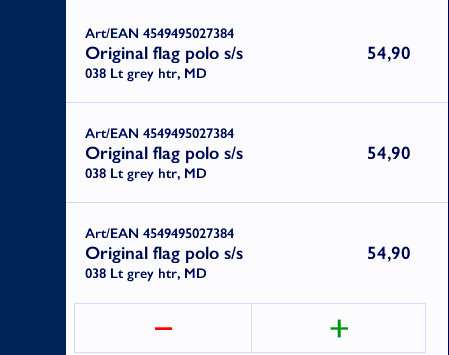 Art/EAN 4549495027384
Original flag polo s/s 54,90
038 Lt grey htr, MD
Art/EAN 4549495027384
Original flag polo s/s 54,90
038 Lt grey htr, MD
Art/EAN 4549495027384
Original flag polo s/s 54,90
038 Lt grey htr, MD
− +